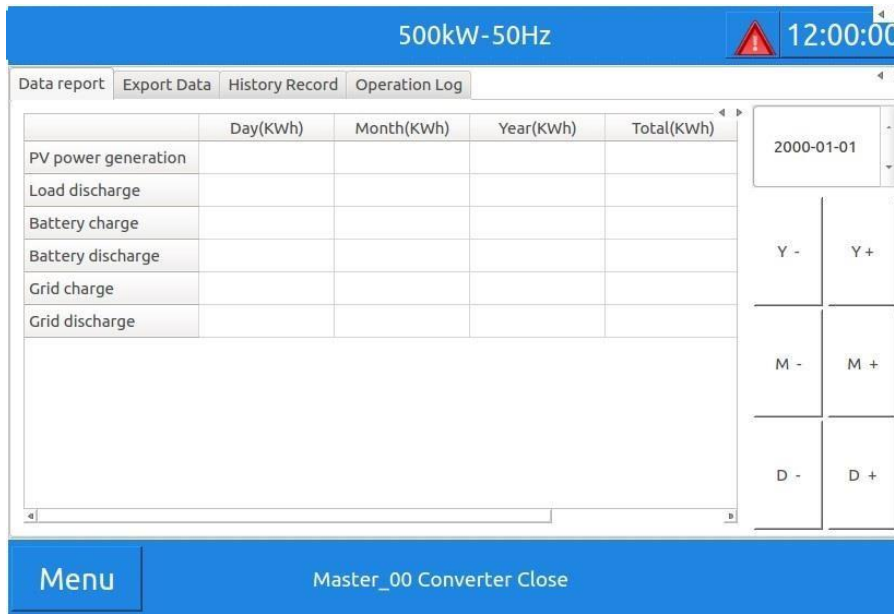 500kW-50Hz
12:00:00
Data report Export Data History Record Operation Log
Day(KWh) Month(KWh) Year(KWh) Total(KWh)
PV power generation
Load discharge
Battery charge
Battery discharge
Grid charge
Grid discharge
2000-01-01
Y - Y +
M - M +
D - D +
Menu
Master_00 Converter Close